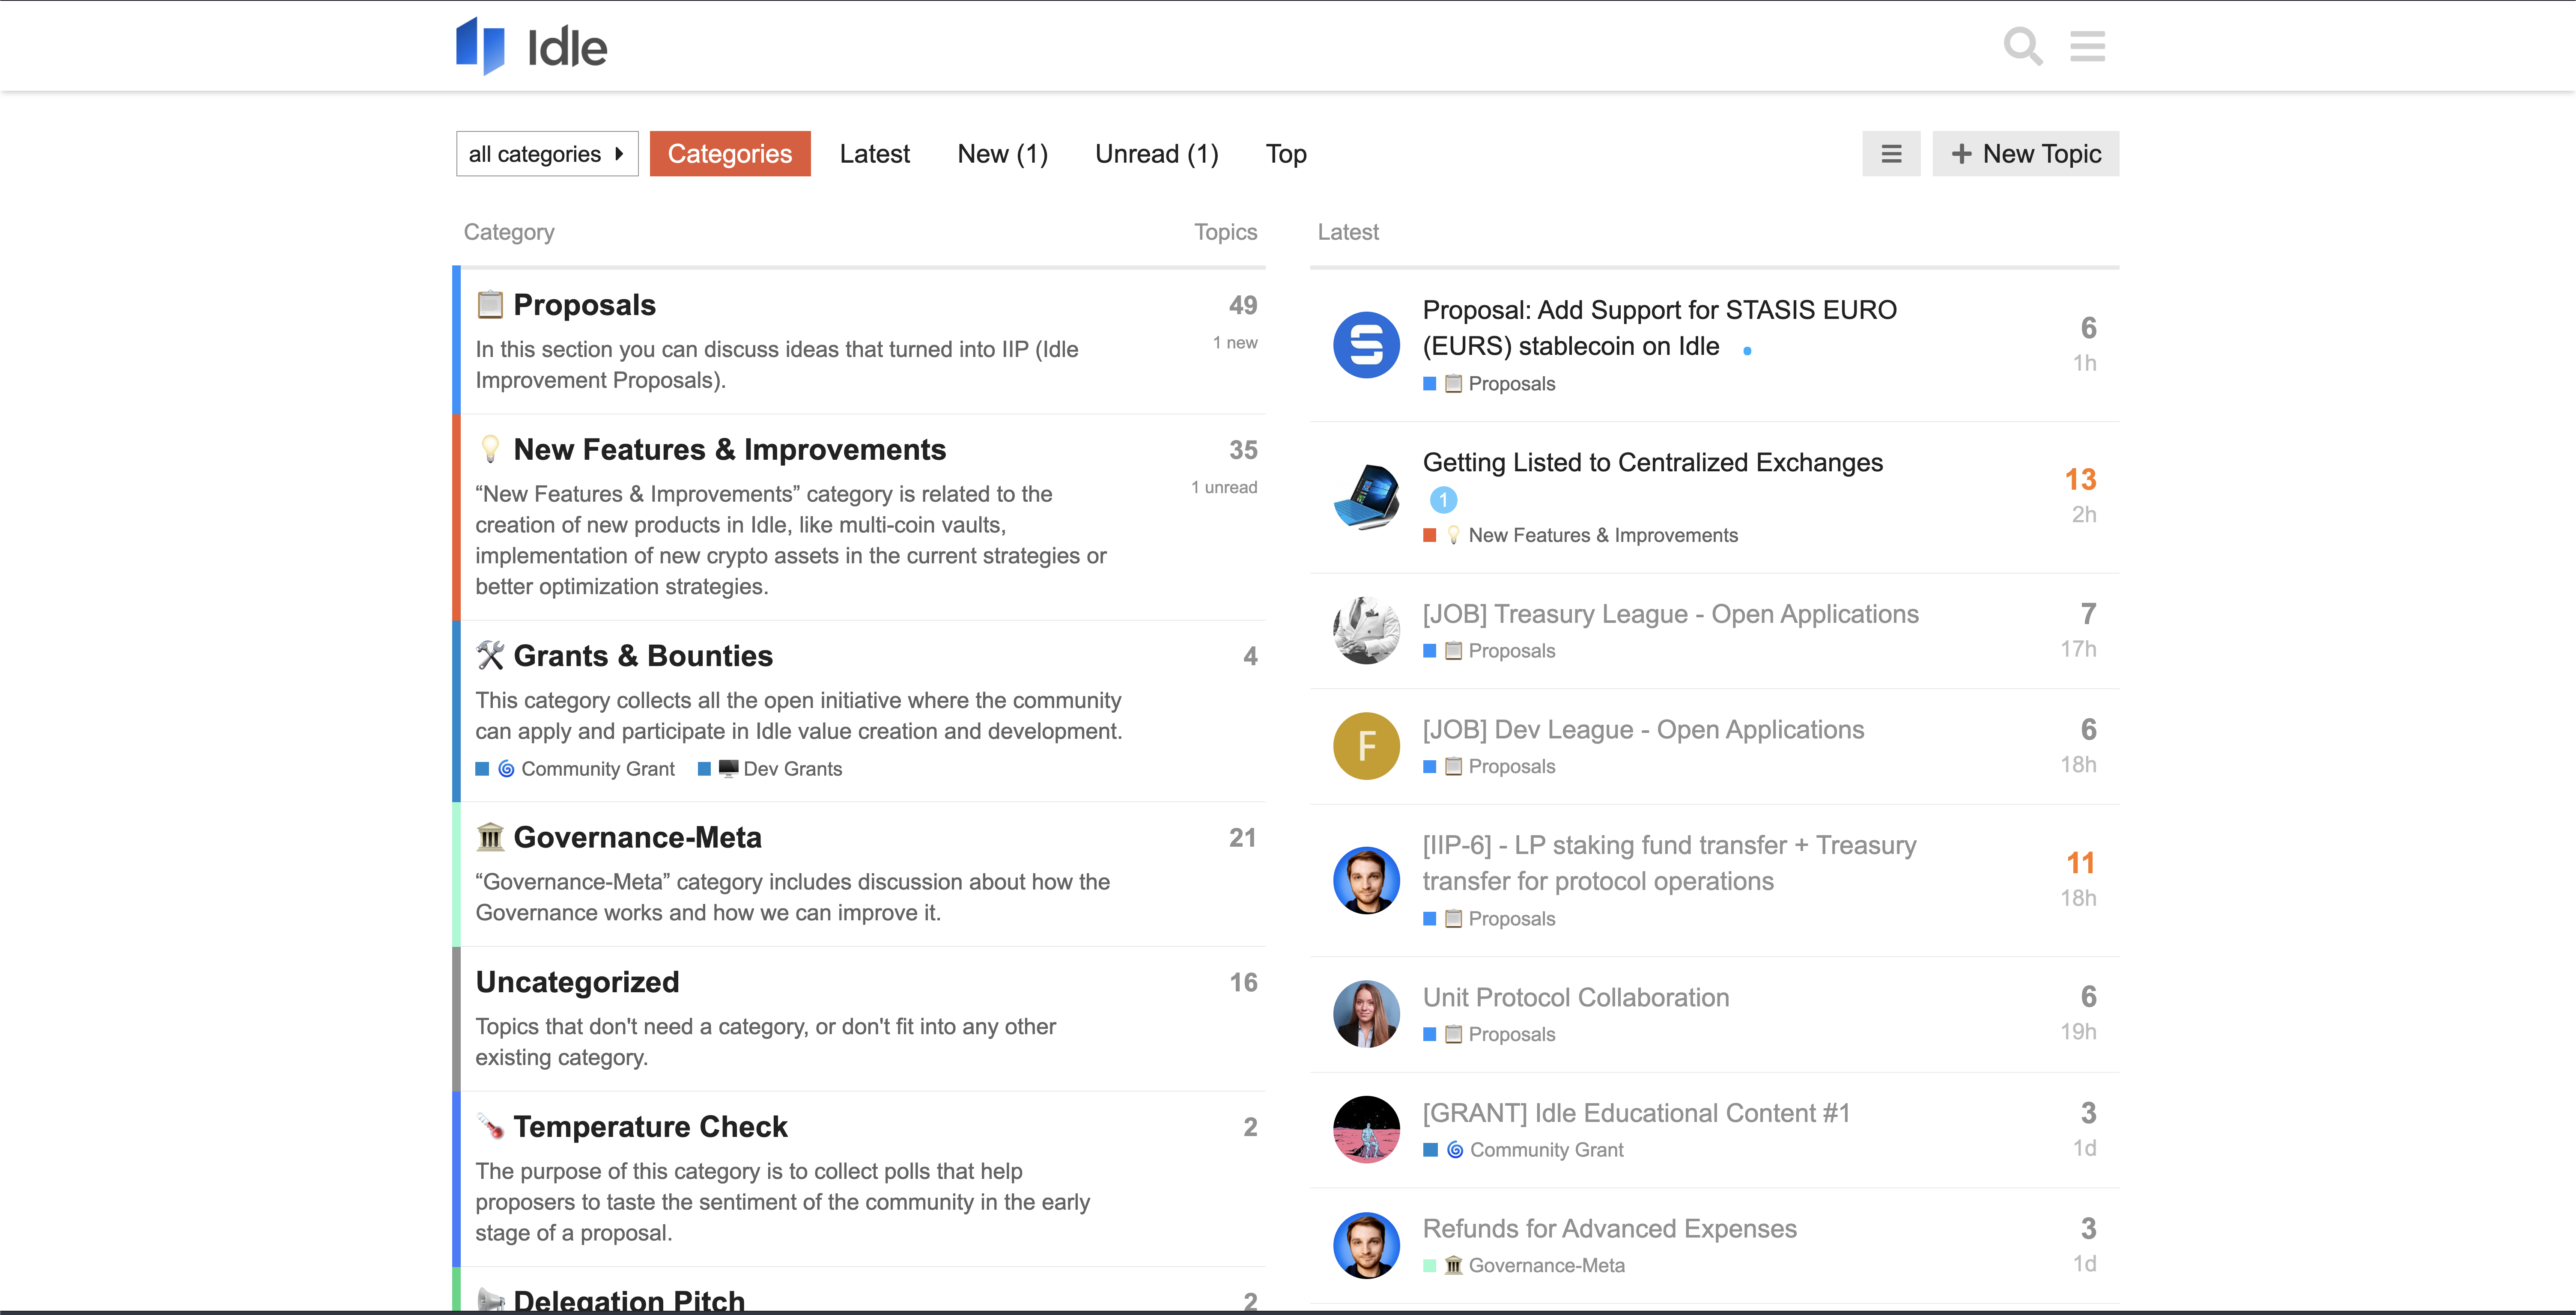 Idle
all categories
Categories
Latest
New (1)
Unread (1)
Top
New Topic
Category
Topics
Proposals
49
In this section you can discuss ideas that turned into IIP (Idle
1 new
Improvement Proposals).
New Features & Improvements
35
“New Features & Improvements” category is related to the
1 unread
creation of new products in Idle, like multi-coin vaults,
implementation of new crypto assets in the current strategies or
better optimization strategies.
Grants & Bounties
4
This category collects all the open initiative where the community
can apply and participate in Idle value creation and development.
Community Grant
Dev Grants
Governance-Meta
21
“Governance-Meta” category includes discussion about how the
Governance works and how we can improve it.
Uncategorized
16
Topics that don't need a category, or don't fit into any other
existing category.
Temperature Check
2
The purpose of this category is to collect polls that help
proposers to taste the sentiment of the community in the early
stage of a proposal.
Delegation Pitch
2
Latest
Proposal: Add Support for STASIS EURO
(EURS) stablecoin on Idle
6
1h
Proposals
Getting Listed to Centralized Exchanges
1
13
2h
New Features & Improvements
[JOB] Treasury League - Open Applications
7
17h
Proposals
F
[JOB] Dev League - Open Applications
6
18h
Proposals
[IIP-6] - LP staking fund transfer + Treasury
transfer for protocol operations
11
18h
Proposals
Unit Protocol Collaboration
6
19h
Proposals
[GRANT] Idle Educational Content #1
3
1d
Community Grant
Refunds for Advanced Expenses
3
1d
Governance-Meta